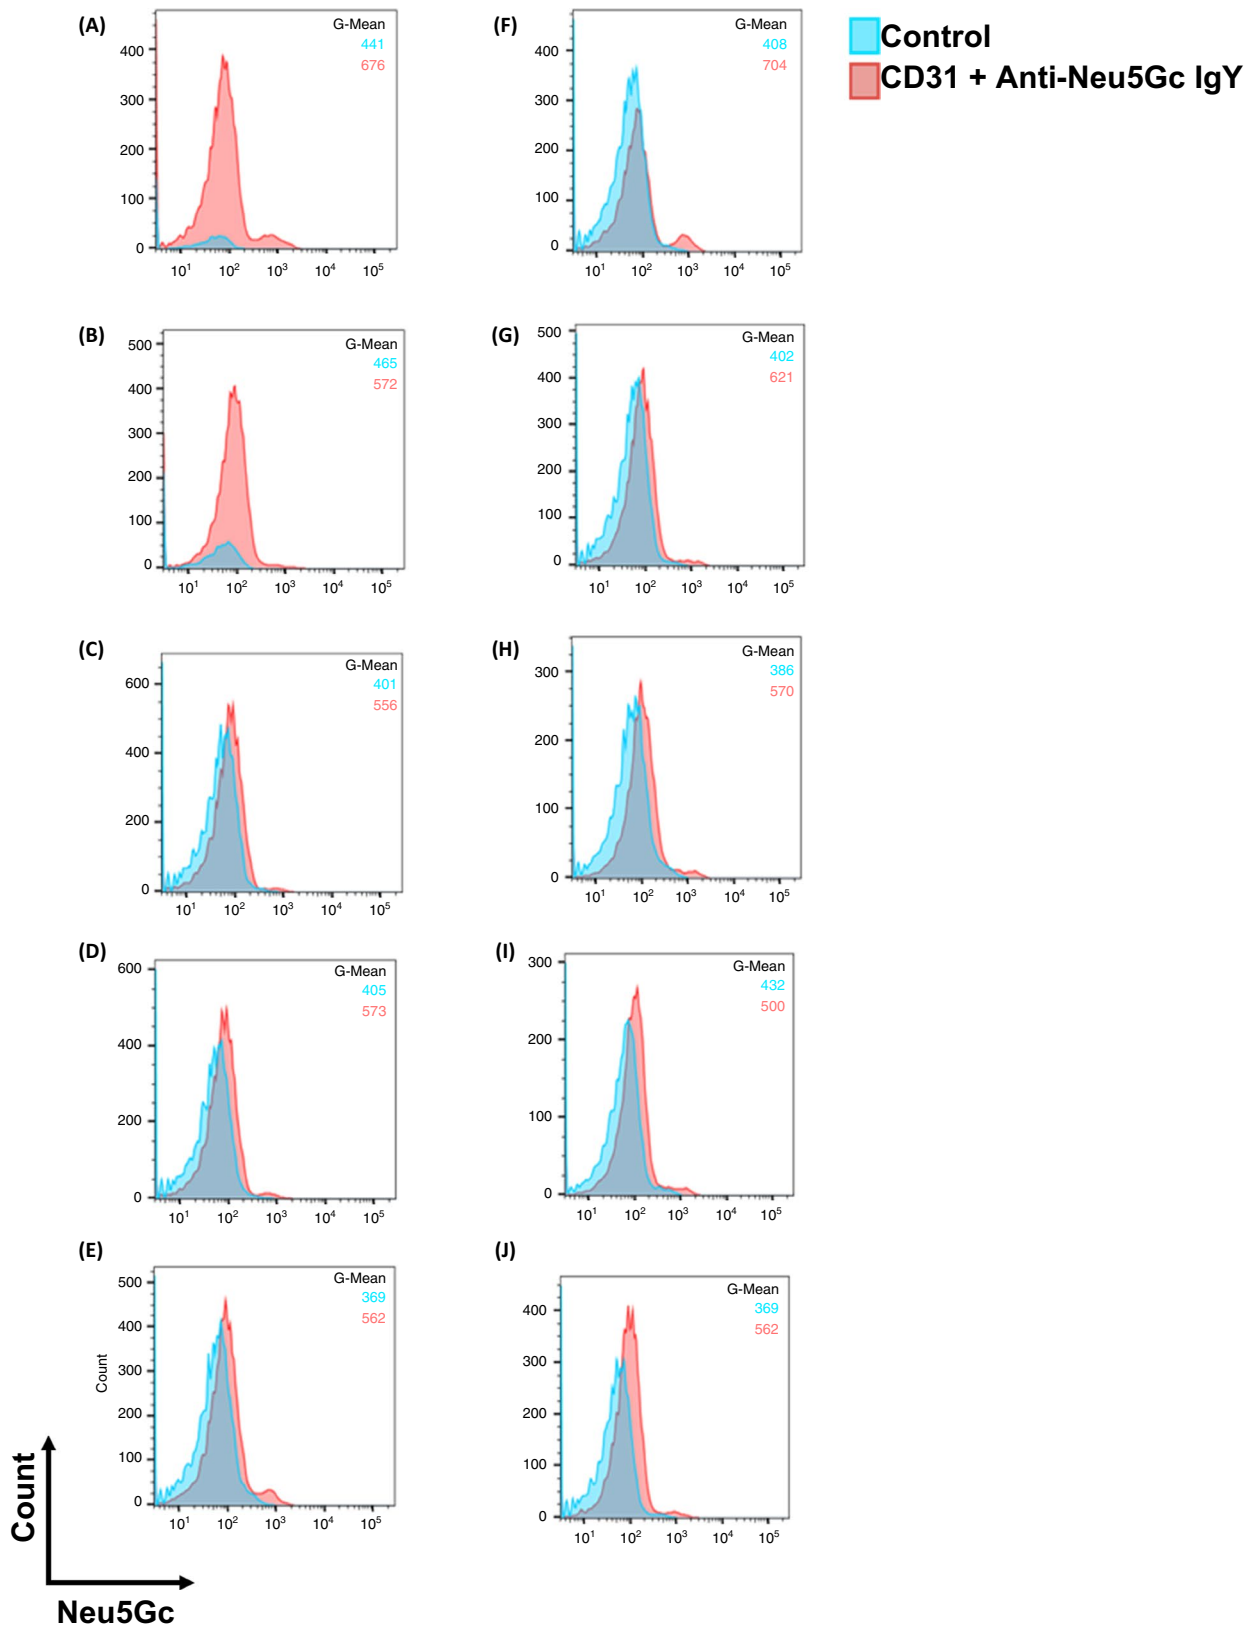 (A)
G-Mean
441
676
400
300
200
100
0
10¹ 10² 10³ 10⁴ 10⁵
(B)
G-Mean
465
572
500
400
300
200
100
0
10¹ 10² 10³ 10⁴ 10⁵
(C)
G-Mean
401
556
600
400
200
0
10¹ 10² 10³ 10⁴ 10⁵
(D)
G-Mean
405
573
600
400
200
0
10¹ 10² 10³ 10⁴ 10⁵
(E)
G-Mean
369
562
500
400
300
200
100
0
Count
10¹ 10² 10³ 10⁴ 10⁵
(F)
G-Mean
408
704
400
300
200
100
0
10¹ 10² 10³ 10⁴ 10⁵
(G)
G-Mean
402
621
500
400
300
200
100
0
10¹ 10² 10³ 10⁴ 10⁵
(H)
G-Mean
386
570
300
200
100
0
10¹ 10² 10³ 10⁴ 10⁵
(I)
G-Mean
432
500
300
200
100
0
10¹ 10² 10³ 10⁴ 10⁵
(J)
G-Mean
369
562
400
300
200
100
0
10¹ 10² 10³ 10⁴ 10⁵
Control
CD31 + Anti-Neu5Gc IgY
Count
Neu5Gc